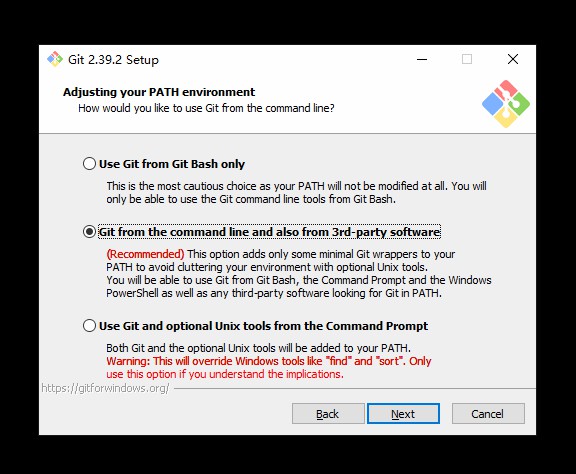 Git 2.39.2 Setup
Adjusting your PATH environment
How would you like to use Git from the command line?
Use Git from Git Bash only
This is the most cautious choice as your PATH will not be modified at all. You will
only be able to use the Git command line tools from Git Bash.
Git from the command line and also from 3rd-party software
(Recommended) This option adds only some minimal Git wrappers to your
PATH to avoid cluttering your environment with optional Unix tools.
You will be able to use Git from Git Bash, the Command Prompt and the Windows
PowerShell as well as any third-party software looking for Git in PATH.
Use Git and optional Unix tools from the Command Prompt
Both Git and the optional Unix tools will be added to your PATH.
Warning: This will override Windows tools like "find" and "sort". Only
use this option if you understand the implications.
https://gitforwindows.org/
Back Next Cancel